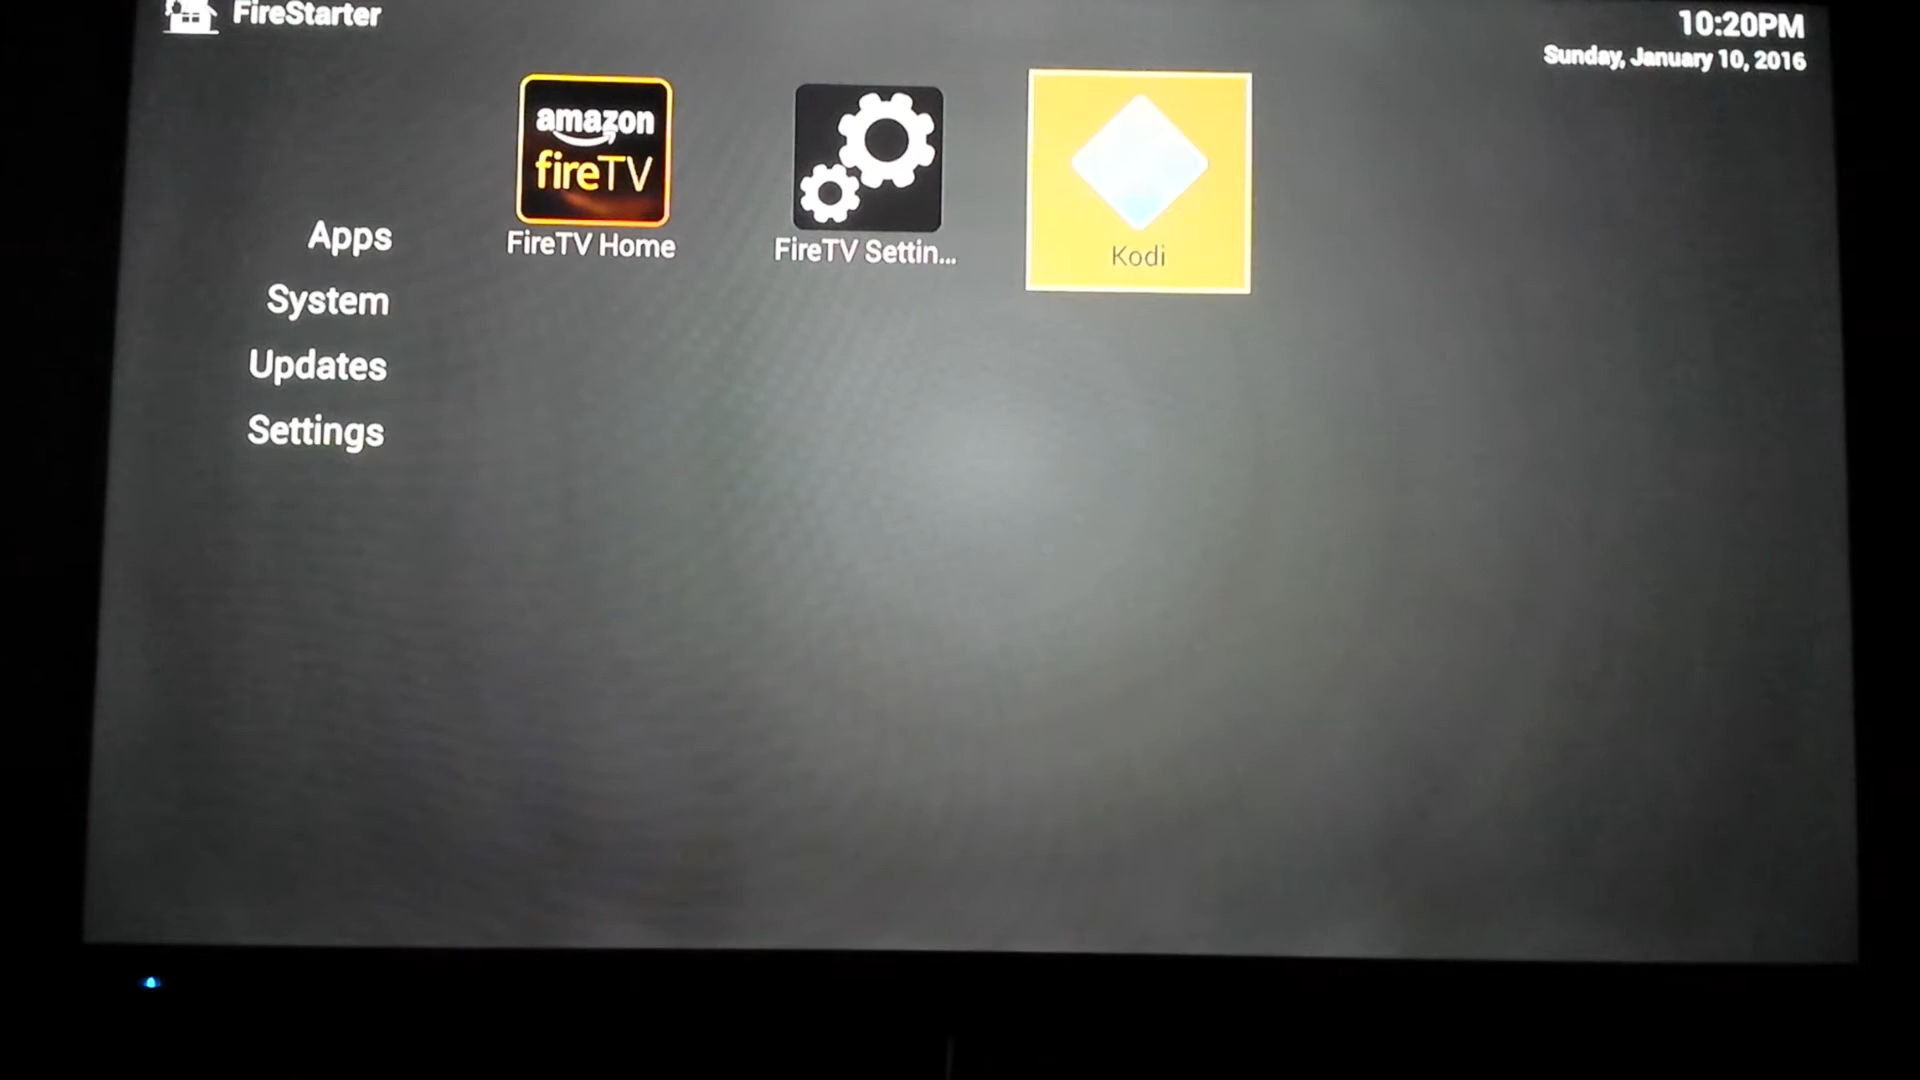 FireStarter
10:20PM
Sunday, January 10, 2016
amazon
fireTV
FireTV Home
FireTV Settin...
Kodi
Apps
System
Updates
Settings